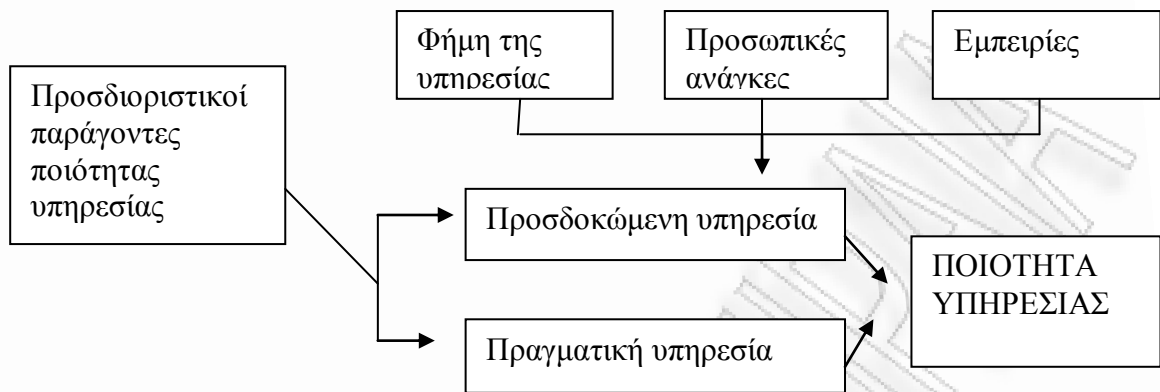 Φήμη της
υπηρεσίας
Προσωπικές
ανάγκες
Εμπειρίες
Προσδιοριστικοί
παράγοντες
ποιότητας
υπηρεσίας
Προσδοκώμενη υπηρεσία
ΠΟΙΟΤΗΤΑ
ΥΠΗΡΕΣΙΑΣ
Πραγματική υπηρεσία